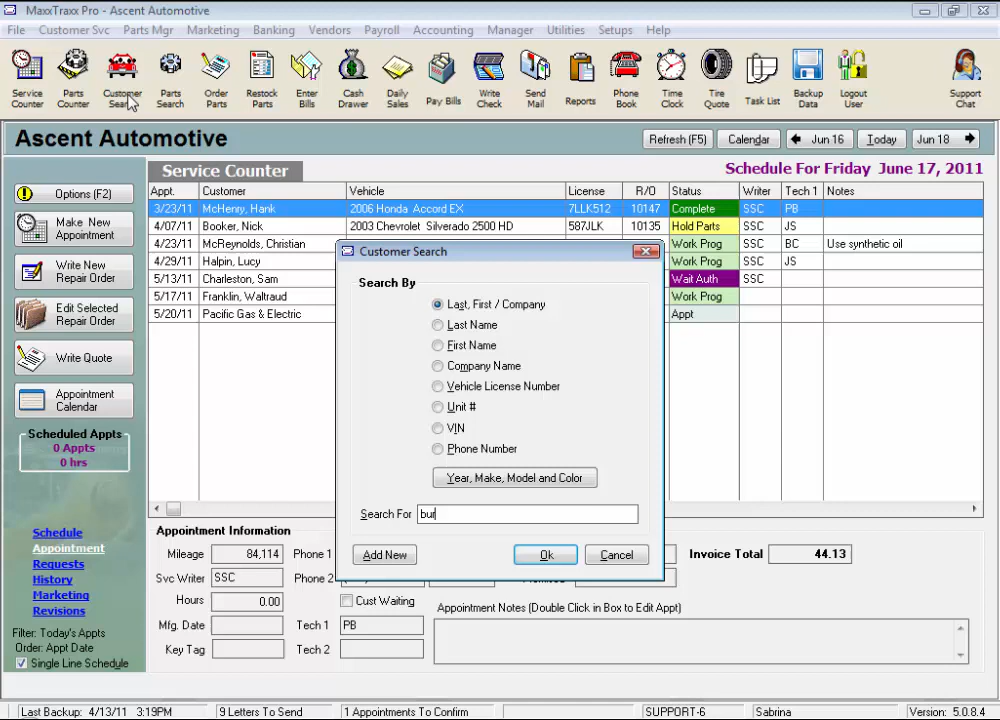 MaxxTraxx Pro - Ascent Automotive
File Customer Svc Parts Mgr Marketing Banking Vendors Payroll Accounting Manager Utilities Setups Help
Service Counter
Parts Counter
Customer Search
Parts Search
Order Parts
Restock Parts
Enter Bills
Cash Drawer
Daily Sales
Pay Bills
Write Check
Send Mail
Reports
Phone Book
Time Clock
Tire Quote
Task List
Backup Data
Logout User
Support Chat
Ascent Automotive
Refresh (F5) Calendar Jun 16 Today Jun 18
Service Counter
Schedule For Friday June 17, 2011
Appt. Customer Vehicle License R/O Status Writer Tech 1 Notes
3/23/11 McHenry, Hank 2006 Honda Accord EX 7LLK512 10147 Complete SSC PB
4/07/11 Booker, Nick 2003 Chevrolet Silverado 2500 HD 587JLK 10135 Hold Parts SSC JS
4/23/11 McReynolds, Christian Work Prog SSC BC Use synthetic oil
4/29/11 Halpin, Lucy Work Prog SSC JS
5/13/11 Charleston, Sam Wait Auth SSC
5/17/11 Franklin, Waltraud Work Prog
5/20/11 Pacific Gas & Electric Appt
Options (F2)
Make New Appointment
Write New Repair Order
Edit Selected Repair Order
Write Quote
Appointment Calendar
Scheduled Appts
0 Appts
0 hrs
Schedule
Appointment
Requests
History
Marketing
Revisions
Filter: Today's Appts
Order: Appt Date
Single Line Schedule
Customer Search
Search By
Last, First / Company
Last Name
First Name
Company Name
Vehicle License Number
Unit #
VIN
Phone Number
Year, Make, Model and Color
Search For bur
Add New Ok Cancel
Appointment Information
Mileage 84,114 Phone 1
Svc Writer SSC Phone 2
Hours 0.00 Cust Waiting
Mfg. Date Tech 1 PB
Key Tag Tech 2
Invoice Total 44.13
Appointment Notes (Double Click in Box to Edit Appt)
Last Backup: 4/13/11 3:19PM 9 Letters To Send 1 Appointments To Confirm SUPPORT-6 Sabrina Version: 5.0.8.4